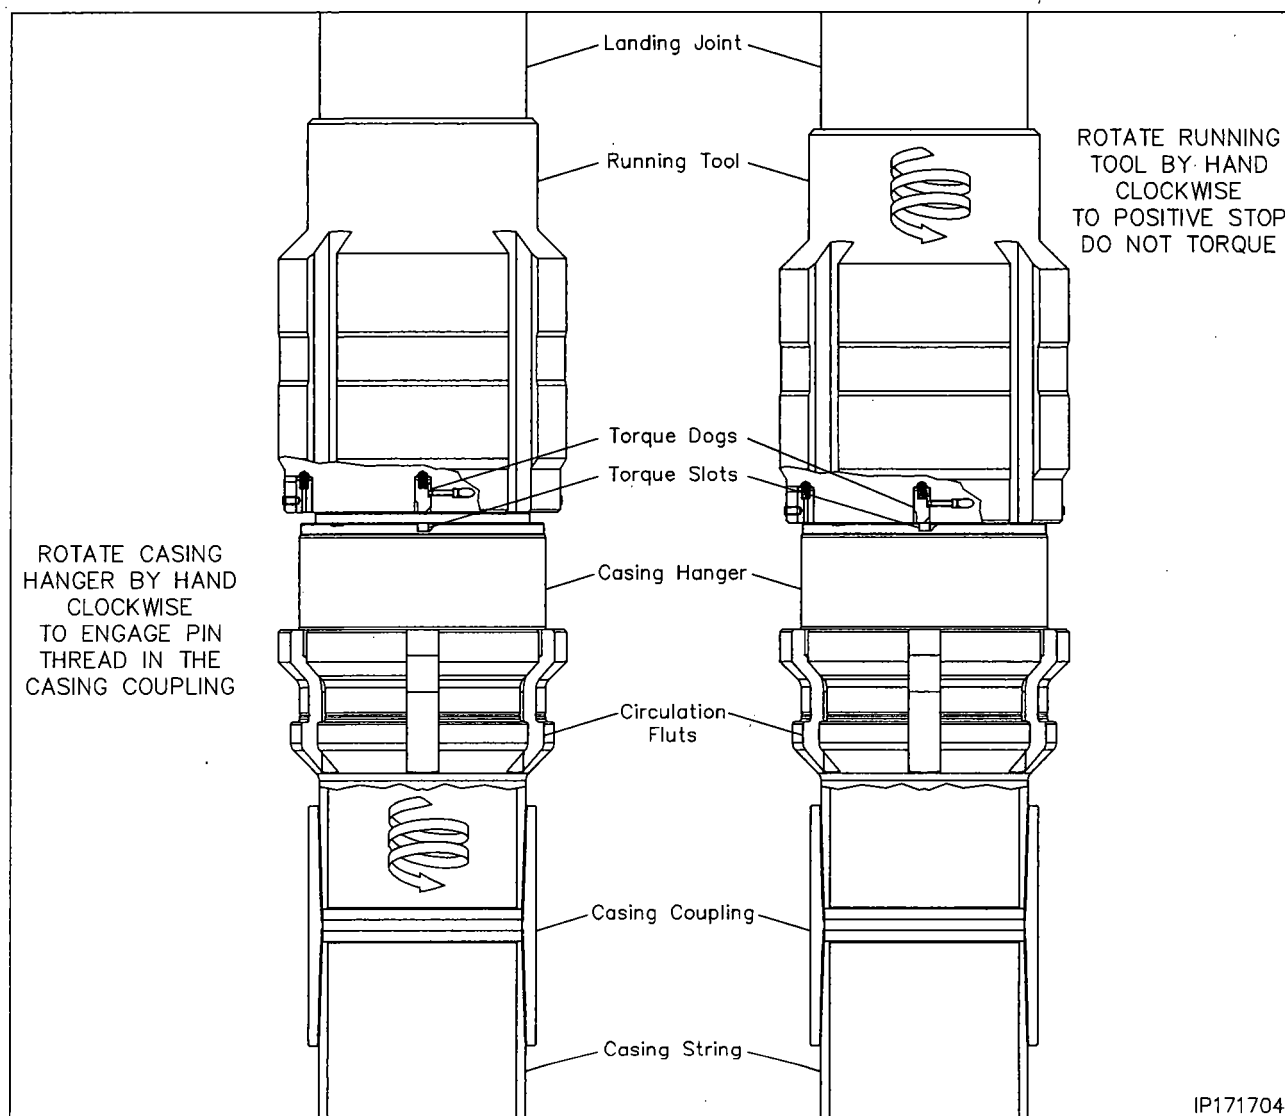 Landing Joint
ROTATE RUNNING
TOOL BY HAND
CLOCKWISE
TO POSITIVE STOP
DO NOT TORQUE
Running Tool
Torque Dogs
Torque Slots
ROTATE CASING
HANGER BY HAND
CLOCKWISE
TO ENGAGE PIN
THREAD IN THE
CASING COUPLING
Casing Hanger
Circulation
Fluts
Casing Coupling
Casing String
IP171704